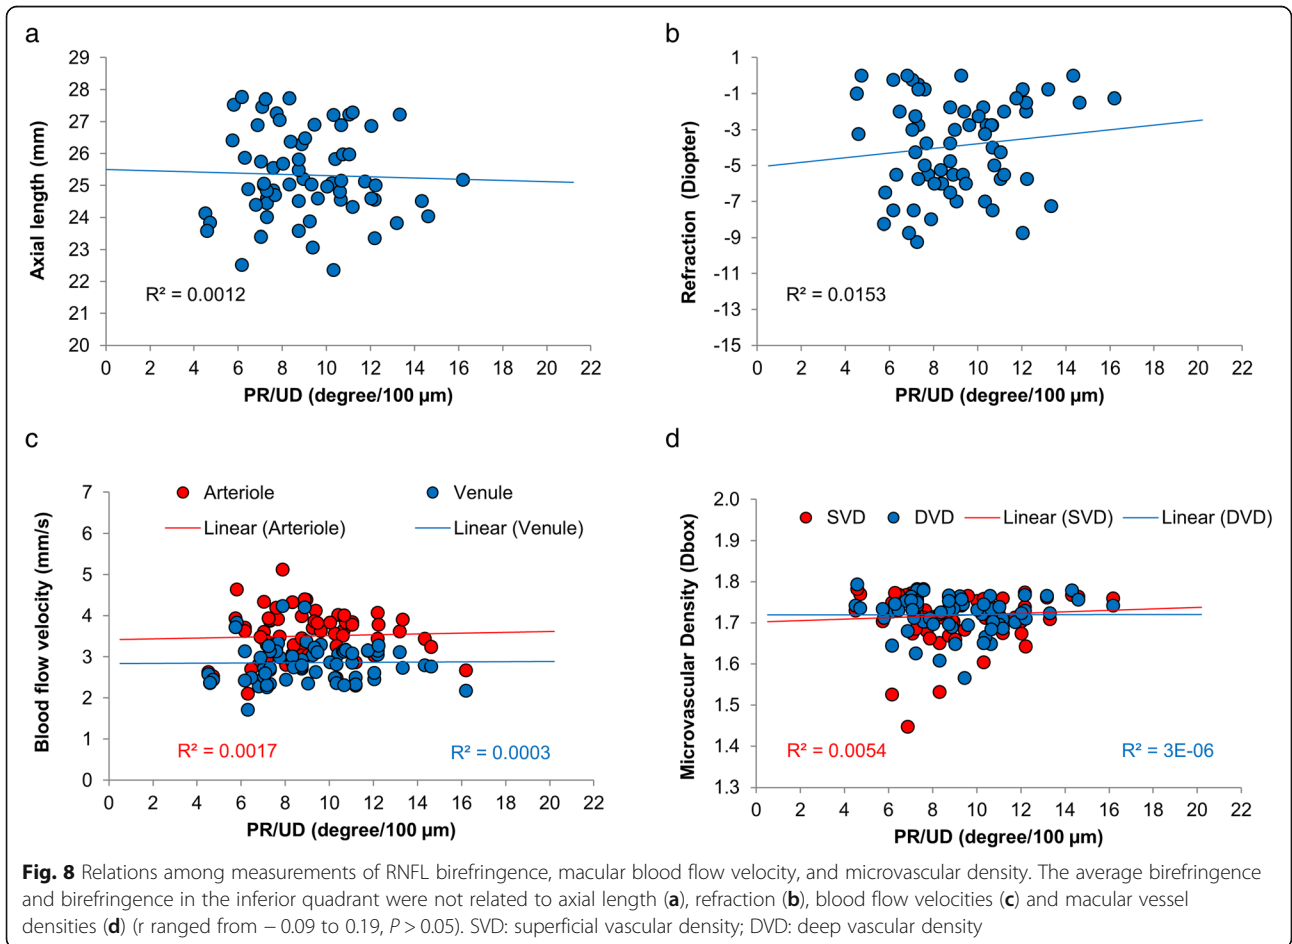 a
29
28
27
26
25
24
23
22
21
20
Axial length (mm)
R² = 0.0012
0 2 4 6 8 10 12 14 16 18 20 22
PR/UD (degree/100 µm)
b
1
-1
-3
-5
-7
-9
-11
-13
-15
Refraction (Diopter)
R² = 0.0153
0 2 4 6 8 10 12 14 16 18 20 22
PR/UD (degree/100 µm)
c
7
6
5
4
3
2
1
0
Blood flow velocity (mm/s)
Arteriole Venule
Linear (Arteriole) Linear (Venule)
R² = 0.0017 R² = 0.0003
0 2 4 6 8 10 12 14 16 18 20 22
PR/UD (degree/100 µm)
d
2.0
1.9
1.8
1.7
1.6
1.5
1.4
1.3
Microvascular Density (Dbox)
SVD DVD Linear (SVD) Linear (DVD)
R² = 0.0054 R² = 3E-06
0 2 4 6 8 10 12 14 16 18 20 22
PR/UD (degree/100 µm)
Fig. 8 Relations among measurements of RNFL birefringence, macular blood flow velocity, and microvascular density. The average birefringence
and birefringence in the inferior quadrant were not related to axial length (a), refraction (b), blood flow velocities (c) and macular vessel
densities (d) (r ranged from − 0.09 to 0.19, P > 0.05). SVD: superficial vascular density; DVD: deep vascular density